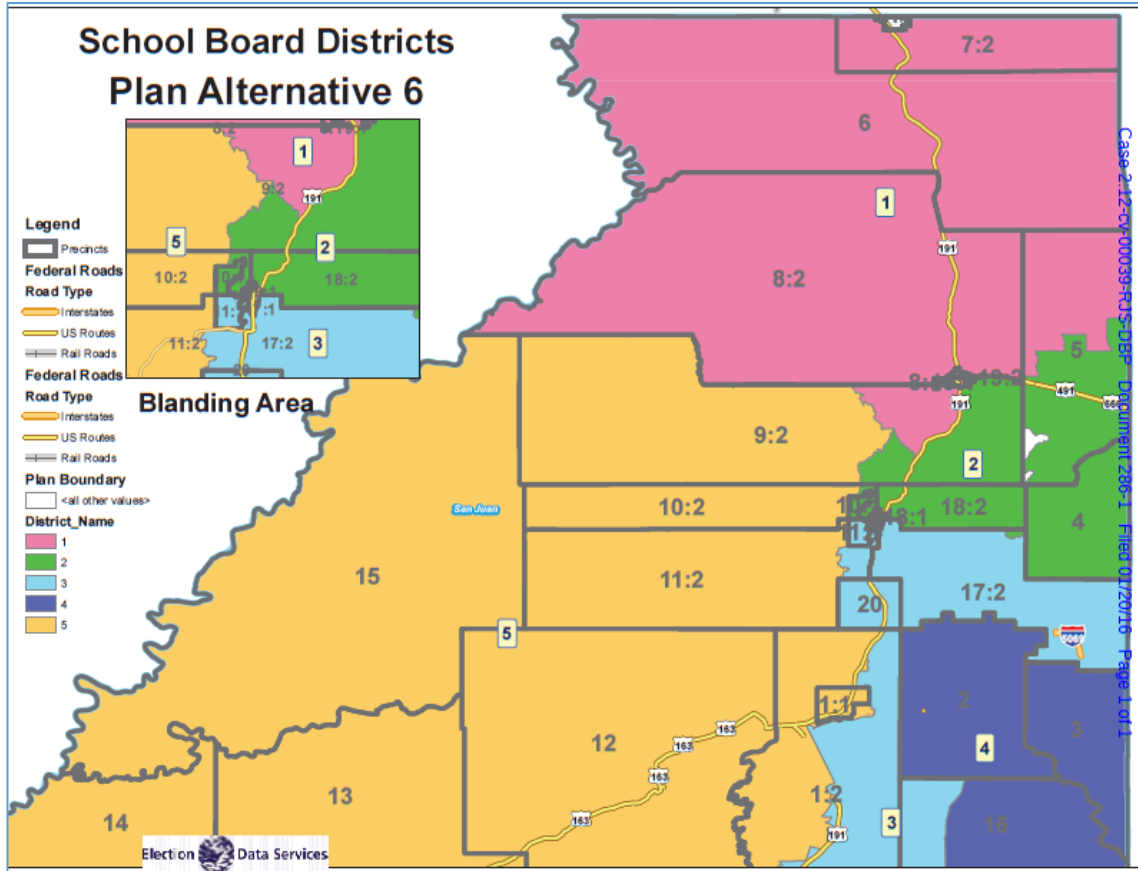 School Board Districts
Plan Alternative 6
1
9:2
191
5
2
10:2
18:2
11:2
17:2
3
Blanding Area
Legend
Precincts
Federal Roads
Road Type
Interstates
US Routes
Rail Roads
Federal Roads
Road Type
Interstates
US Routes
Rail Roads
Plan Boundary
<all other values>
District_Name
1
2
3
4
5
7:2
6
1
191
8:2
5
491
666
191
9:2
2
San Juan
10:2
18:1
18:2
4
15
11:2
20
17:2
5069
5
1:1
2
3
12
163
163
163
163
4
13
1:2
3
14
191
16
Election Data Services
Case 2:12-cv-00039-RJS-DBP Document 286-1 Filed 01/20/16 Page 1 of 1